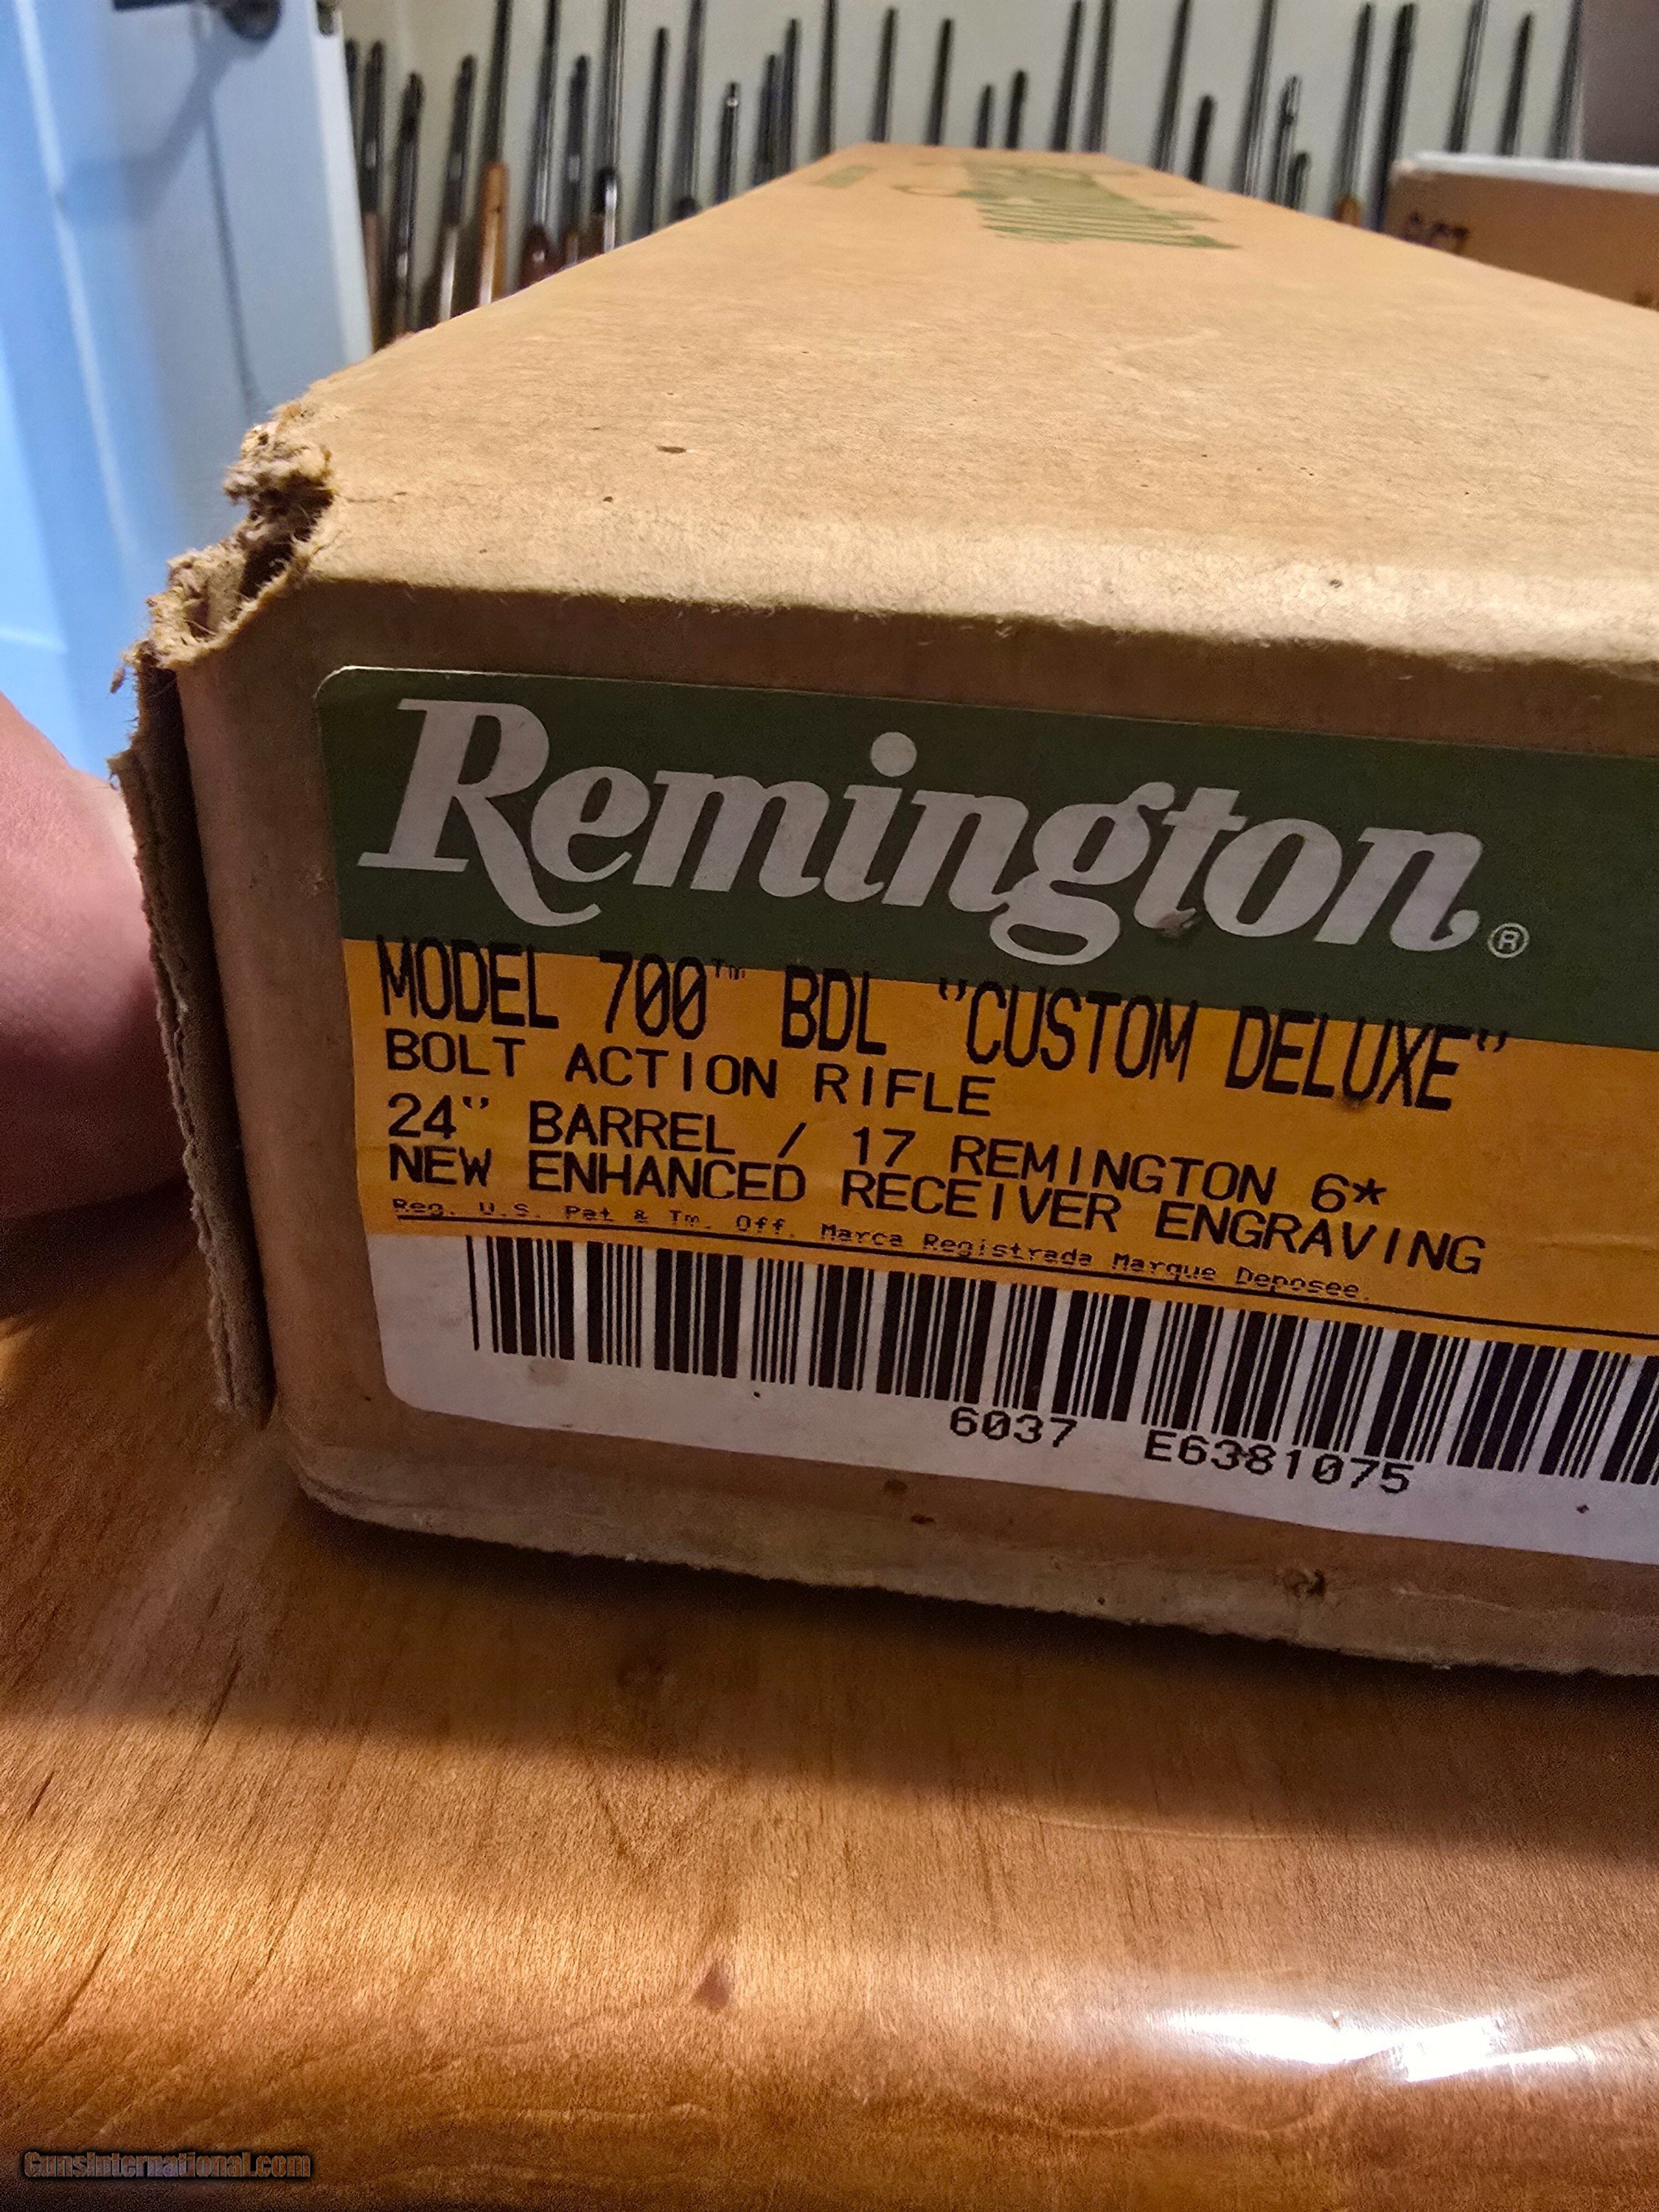 Remington®
MODEL 700™ BDL "CUSTOM DELUXE"
BOLT ACTION RIFLE
24" BARREL / 17 REMINGTON 6*
NEW ENHANCED RECEIVER ENGRAVING
Reg. U.S. Pat & Tm. Off. Marca Registrada Marque Deposee.
6037 E6381075
GunsInternational.com